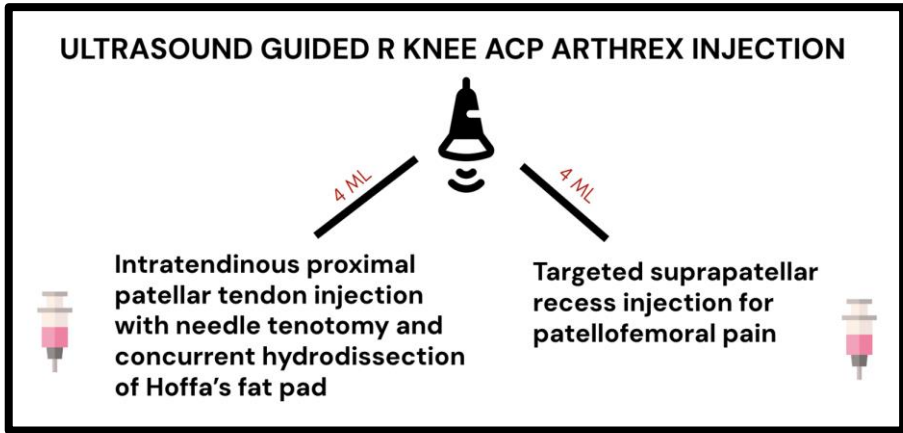 ULTRASOUND GUIDED R KNEE ACP ARTHREX INJECTION
4 ML
4 ML
Intratendinous proximal
patellar tendon injection
with needle tenotomy and
concurrent hydrodissection
of Hoffa's fat pad
Targeted suprapatellar
recess injection for
patellofemoral pain